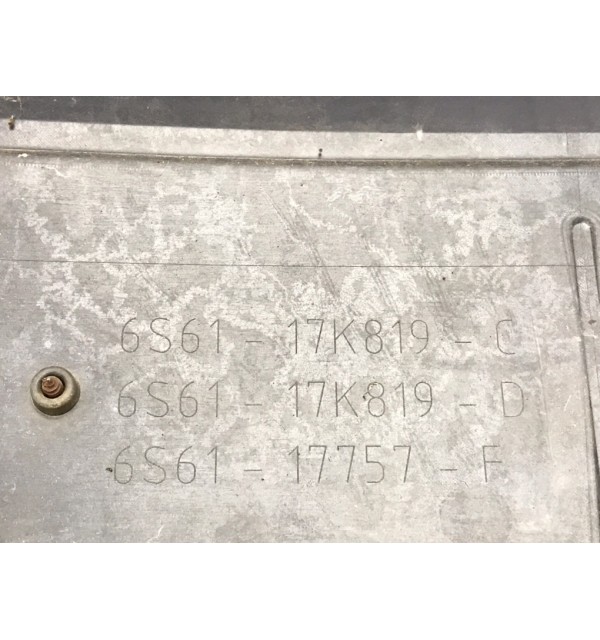 6S61 - 17K819 - C
6S61 - 17K819 - D
6S61 - 17757 - F